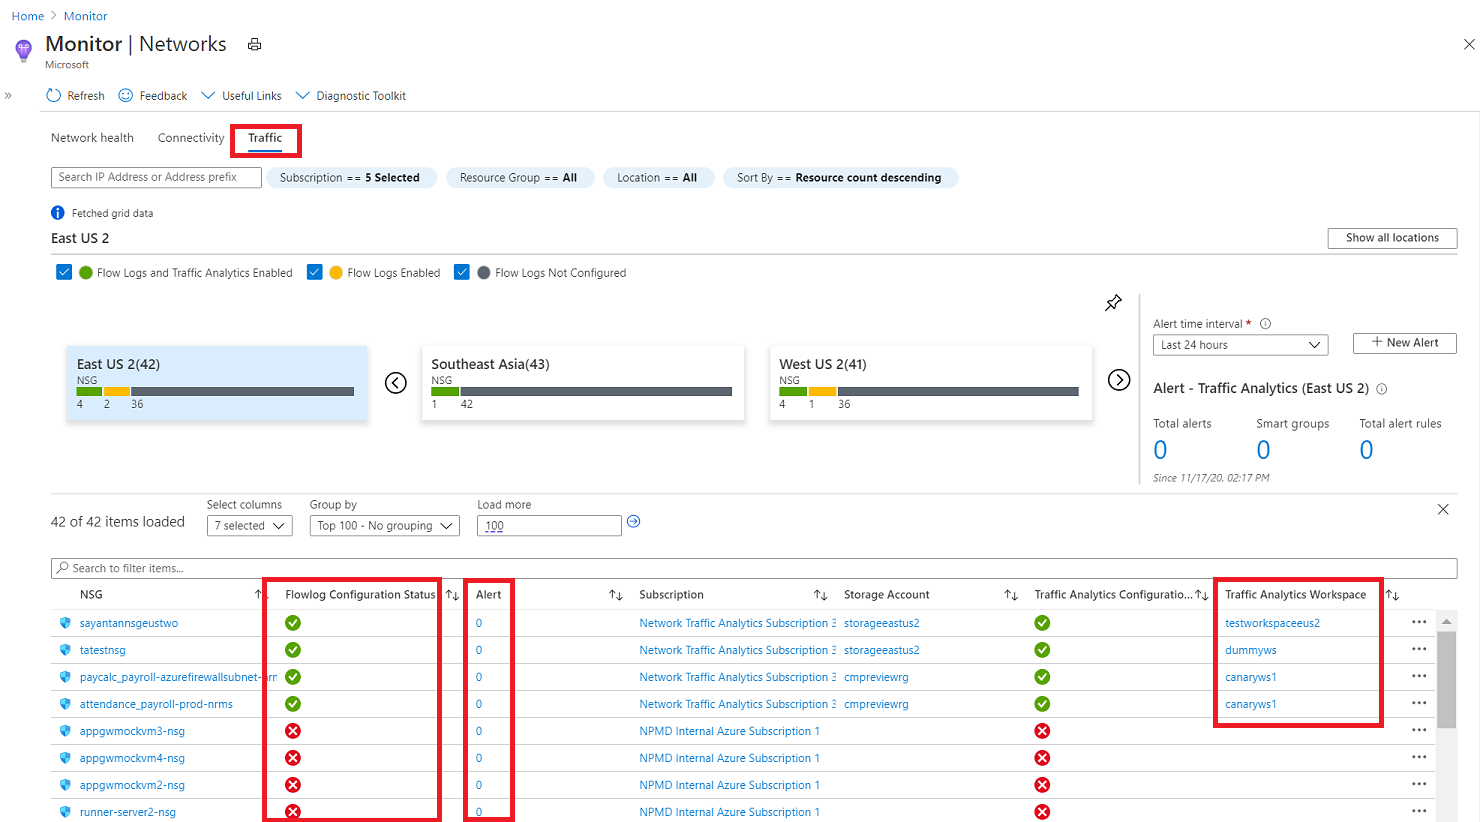 Home > Monitor
Monitor | Networks
Microsoft
» Refresh Feedback Useful Links Diagnostic Toolkit
Network health Connectivity Traffic
Search IP Address or Address prefix Subscription == 5 Selected Resource Group == All Location == All Sort By == Resource count descending
Fetched grid data
East US 2 Show all locations
Flow Logs and Traffic Analytics Enabled Flow Logs Enabled Flow Logs Not Configured
Alert time interval *
Last 24 hours + New Alert
East US 2(42) Southeast Asia(43) West US 2(41)
NSG NSG NSG
4 2 36 1 42 4 1 36
Alert - Traffic Analytics (East US 2)
Total alerts Smart groups Total alert rules
0 0 0
Since 11/17/20, 02:17 PM
Select columns Group by Load more
42 of 42 items loaded 7 selected Top 100 - No grouping 100
Search to filter items...
NSG Flowlog Configuration Status Alert Subscription Storage Account Traffic Analytics Configuratio... Traffic Analytics Workspace
sayantannsgeustwo 0 Network Traffic Analytics Subscription 3 storageeastus2 testworkspaceeus2 ...
tatestnsg 0 Network Traffic Analytics Subscription 3 storageeastus2 dummyws ...
paycalc_payroll-azurefirewallsubnet-nrm 0 Network Traffic Analytics Subscription 3 cmpreviewrg canaryws1 ...
attendance_payroll-prod-nrms 0 Network Traffic Analytics Subscription 3 cmpreviewrg canaryws1 ...
appgwmockvm3-nsg 0 NPMD Internal Azure Subscription 1 ...
appgwmockvm4-nsg 0 NPMD Internal Azure Subscription 1 ...
appgwmockvm2-nsg 0 NPMD Internal Azure Subscription 1 ...
runner-server2-nsg 0 NPMD Internal Azure Subscription 1 ...